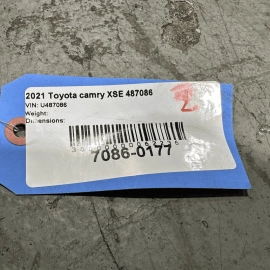 2021 Toyota camry XSE 487086
VIN: U487086
Weight:
Dimensions:
7086-0177